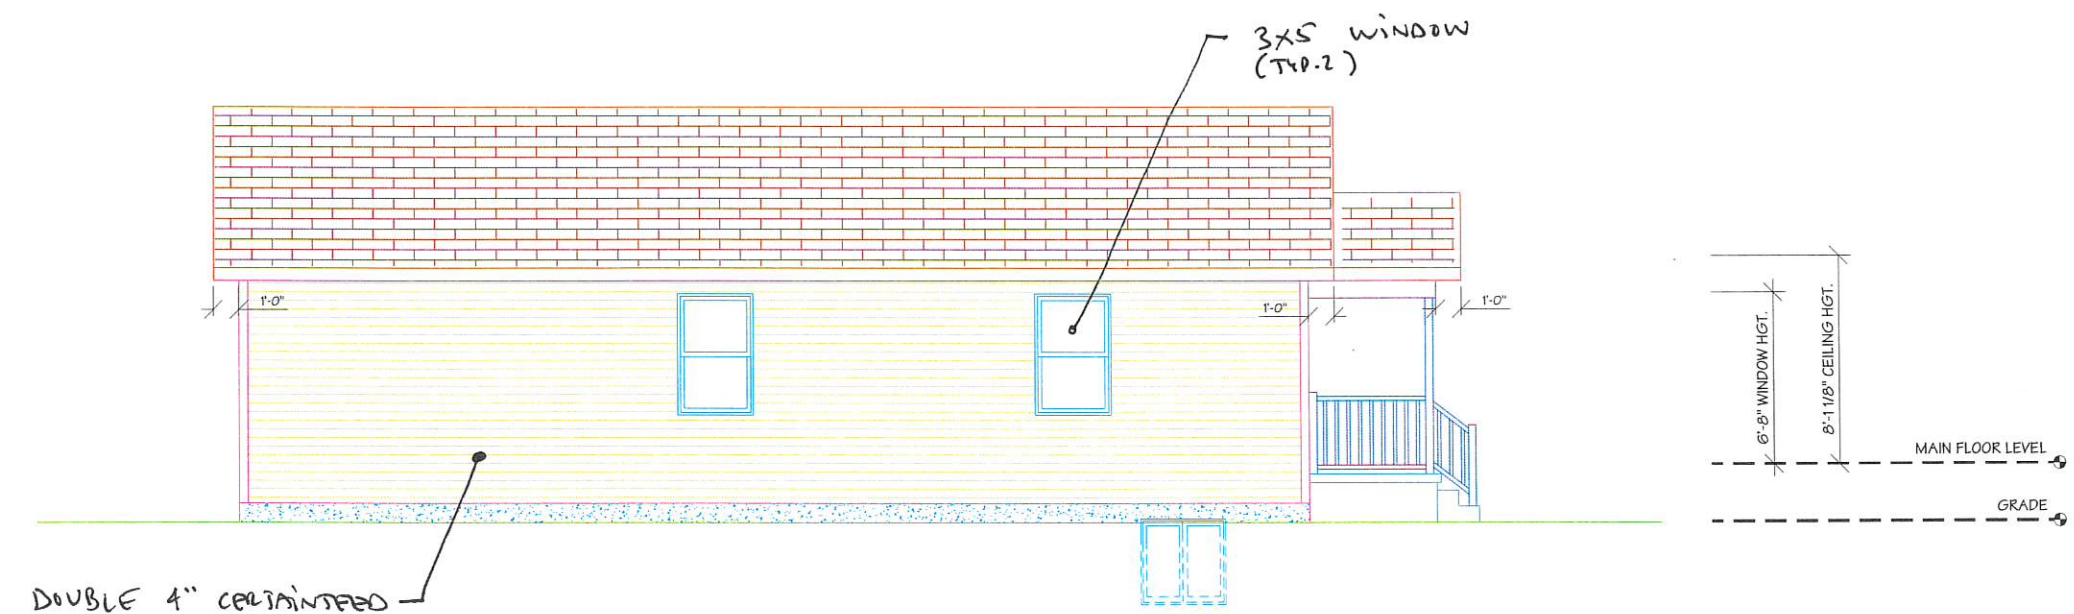 3X5 WINDOW
(TYP.2)
1'-0"
1'-0"
1'-0"
6'-8" WINDOW HGT.
8'-1 1/8" CEILING HGT.
MAIN FLOOR LEVEL
GRADE
DOUBLE 4" CERTAINTEED